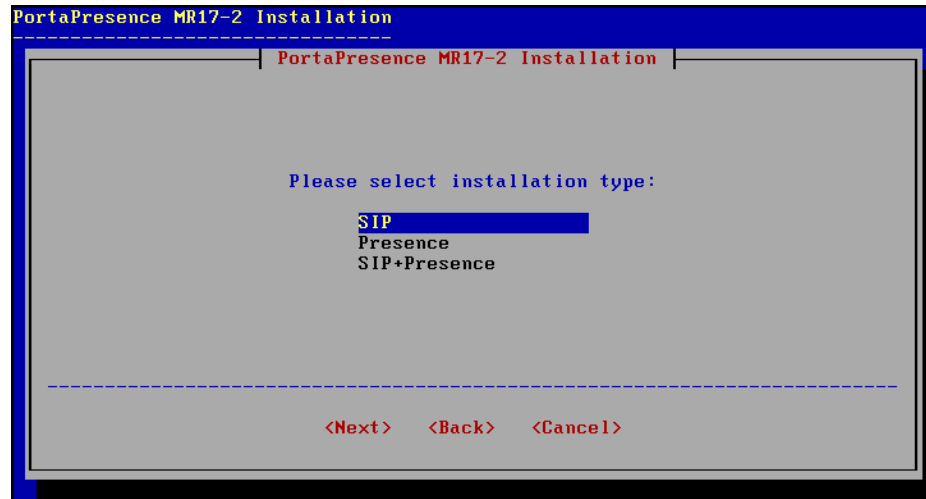 PortaPresence MR17-2 Installation
PortaPresence MR17-2 Installation
Please select installation type:
SIP
Presence
SIP+Presence
<Next> <Back> <Cancel>